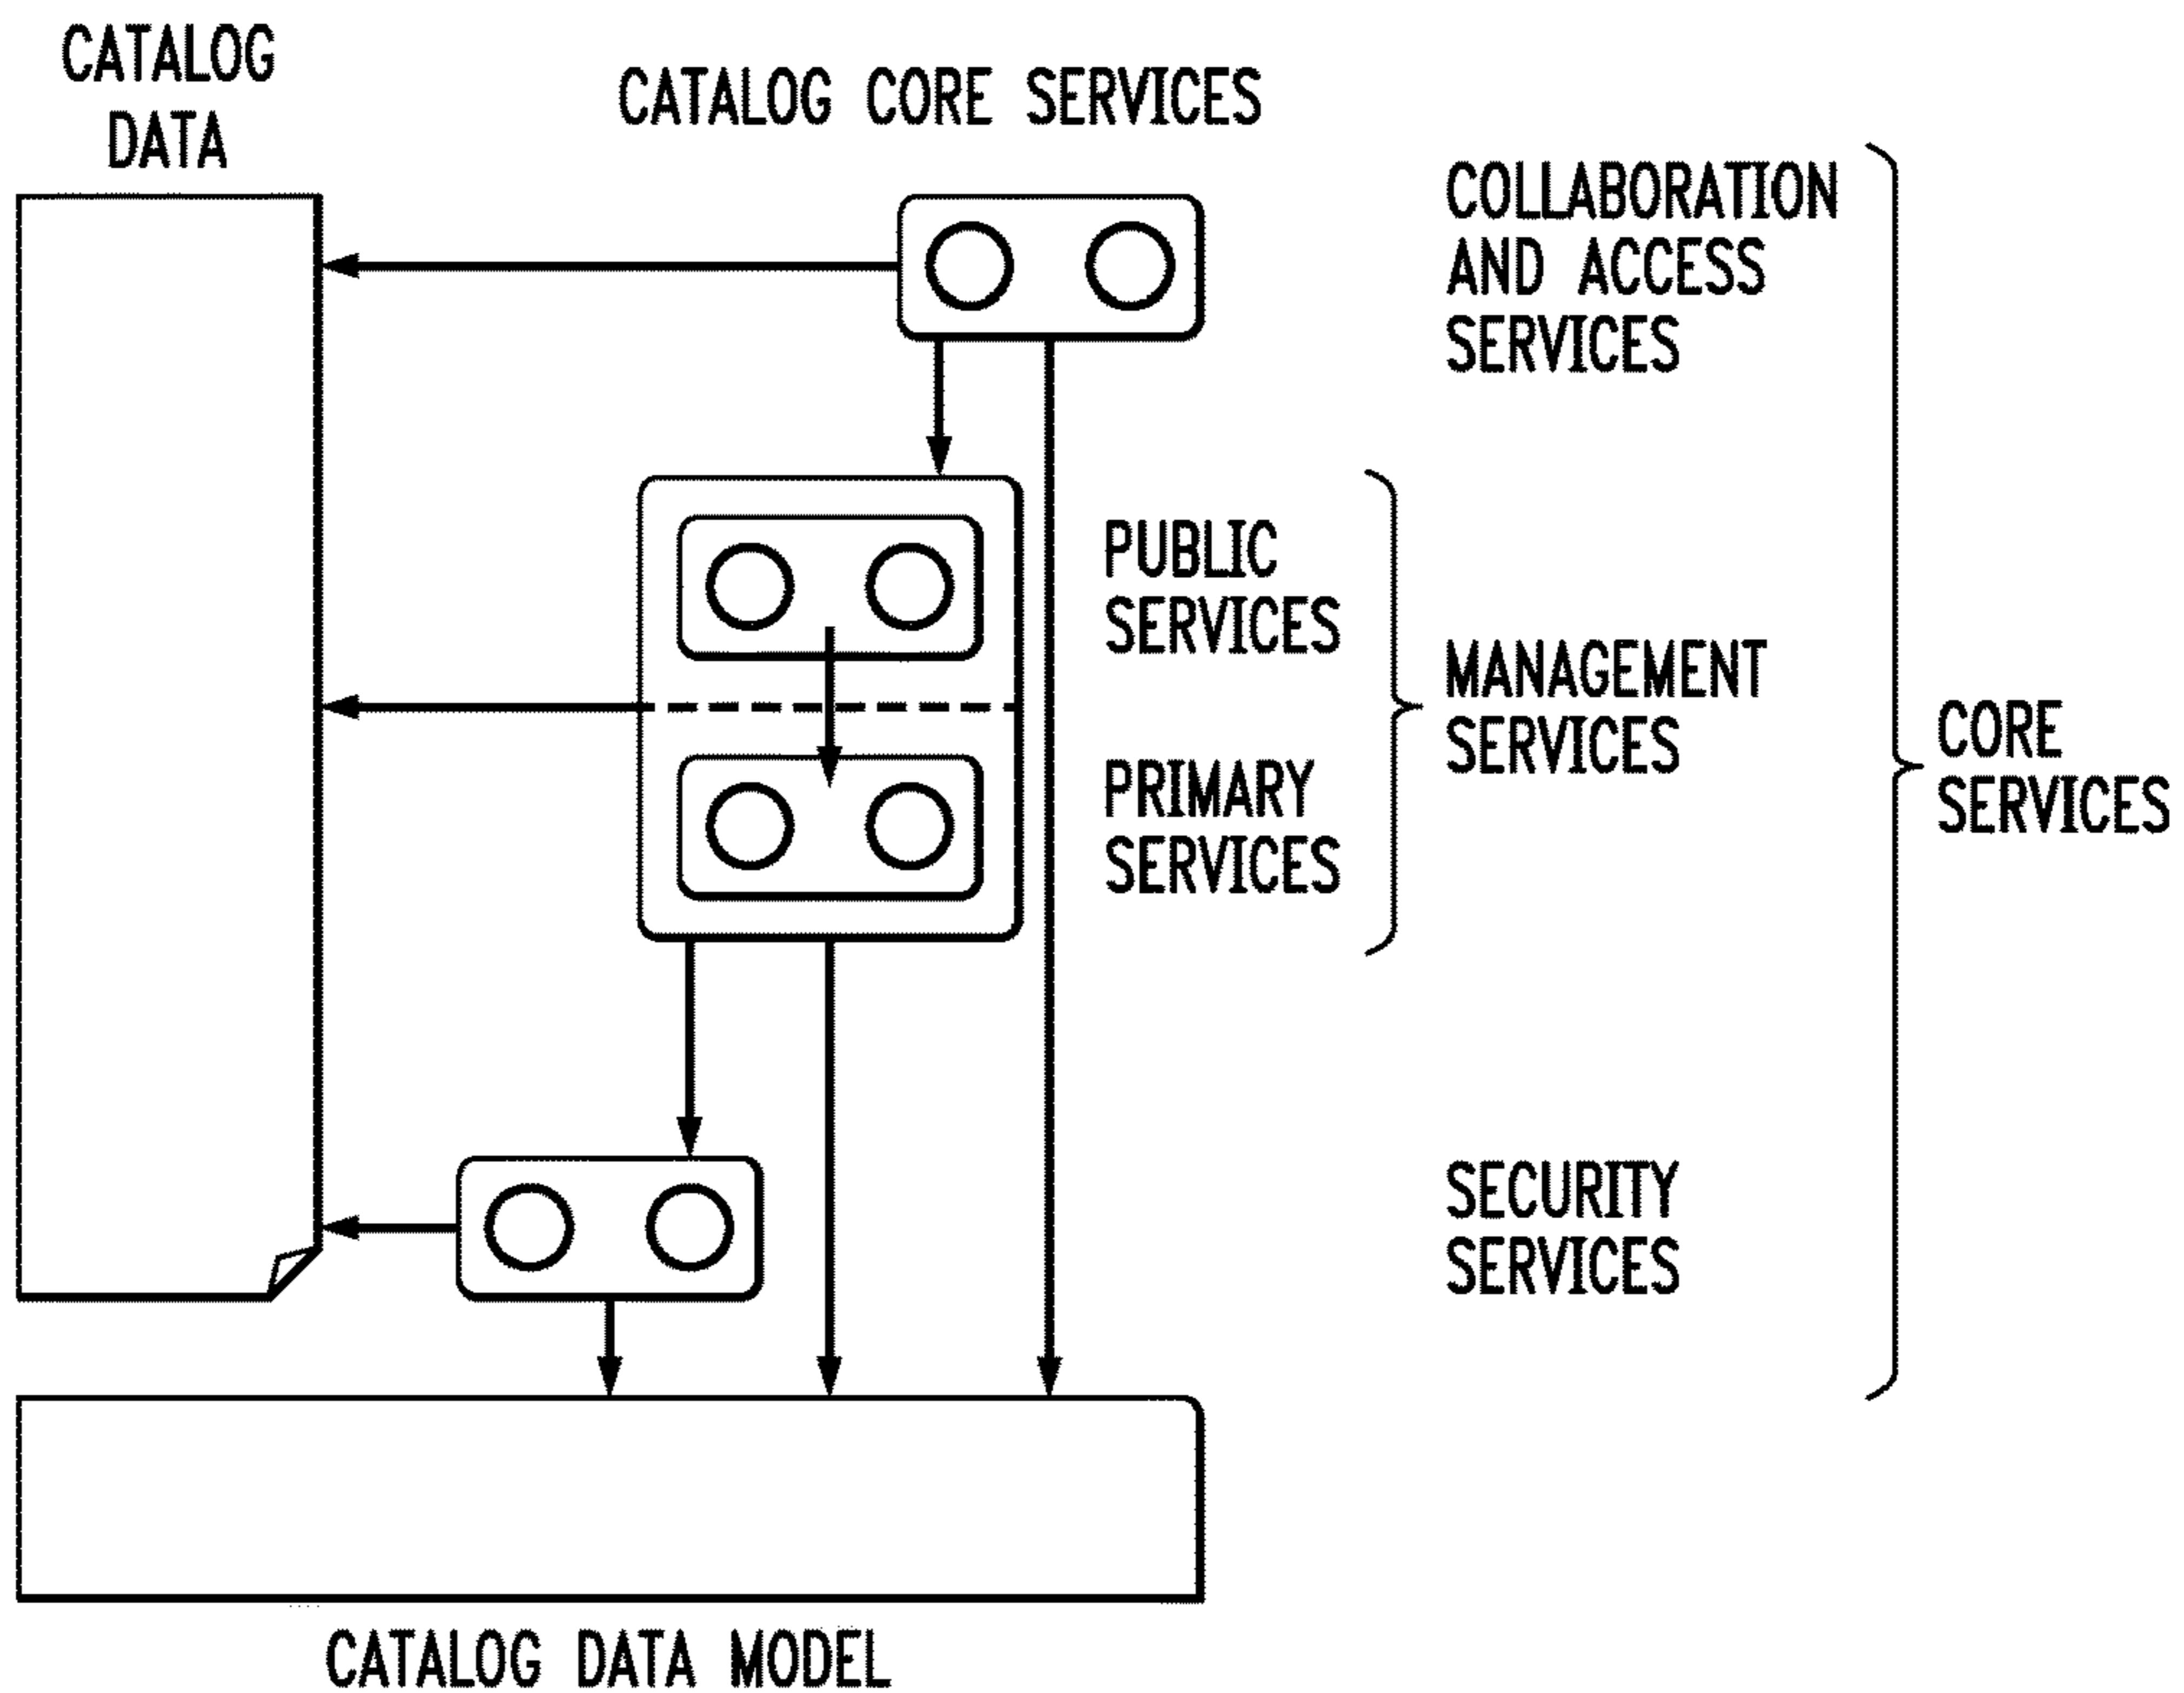 CATALOG
DATA
CATALOG CORE SERVICES
COLLABORATION
AND ACCESS
SERVICES
PUBLIC
SERVICES
MANAGEMENT
SERVICES
PRIMARY
SERVICES
CORE
SERVICES
SECURITY
SERVICES
CATALOG DATA MODEL